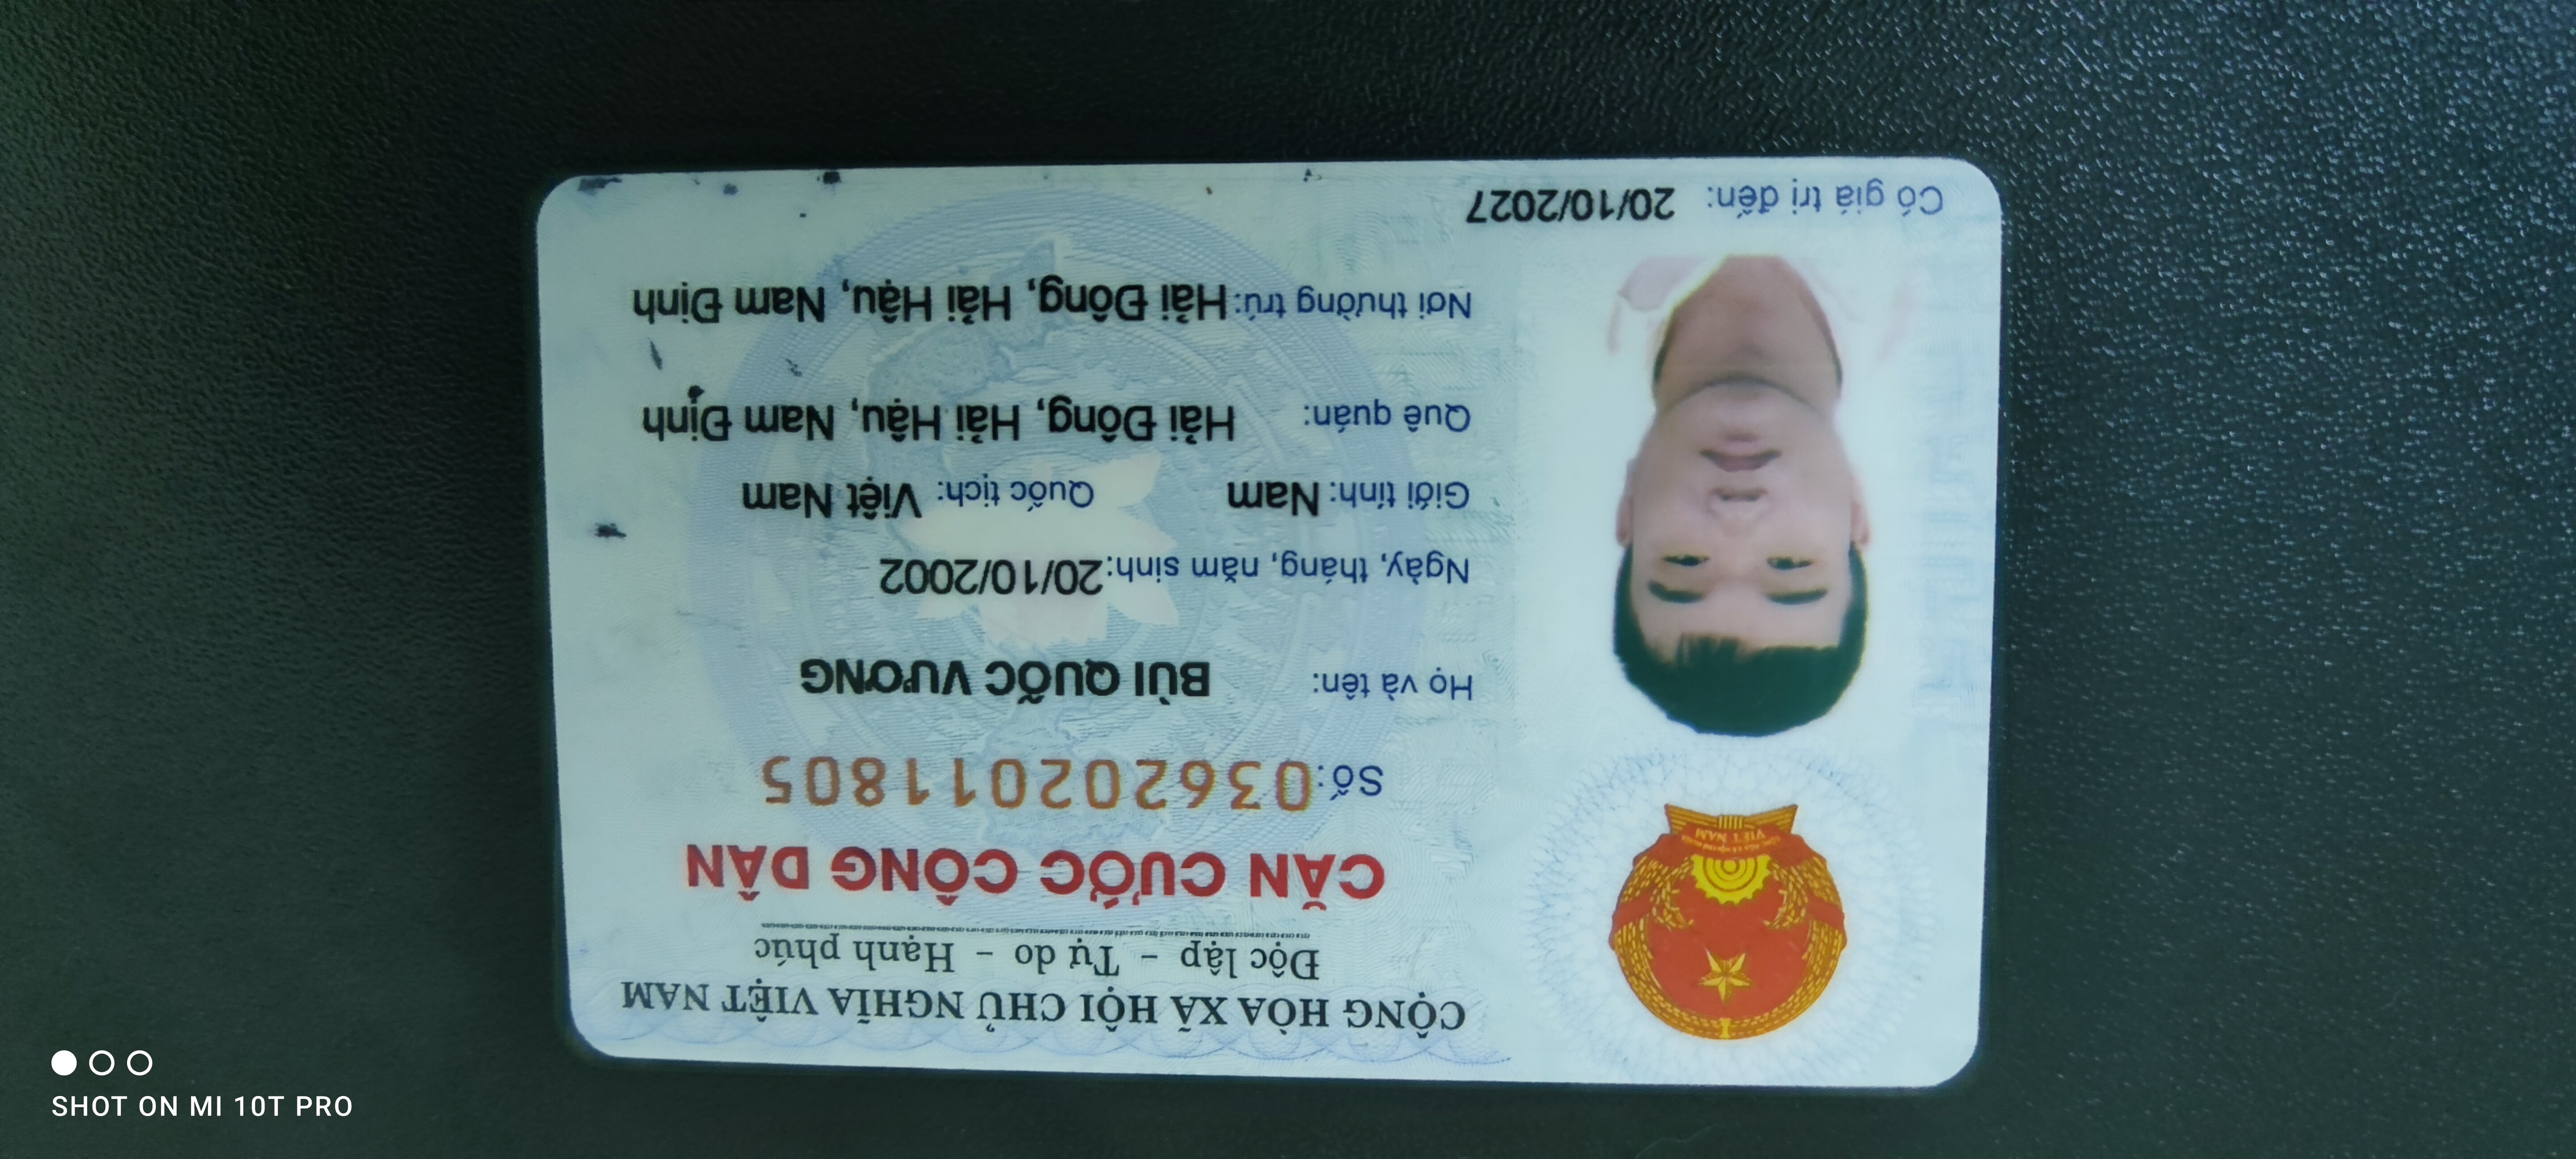 CỘNG HÒA XÃ HỘI CHỦ NGHĨA VIỆT NAM
Độc lập - Tự do - Hạnh phúc
CĂN CƯỚC CÔNG DÂN
Số: 036202011805
Họ và tên: BÙI QUỐC VƯƠNG
Ngày, tháng, năm sinh: 20/10/2002
Giới tính: Nam Quốc tịch: Việt Nam
Quê quán: Hải Đông, Hải Hậu, Nam Định
Nơi thường trú: Hải Đông, Hải Hậu, Nam Định
Có giá trị đến: 20/10/2027
VIỆT NAM
SHOT ON MI 10T PRO